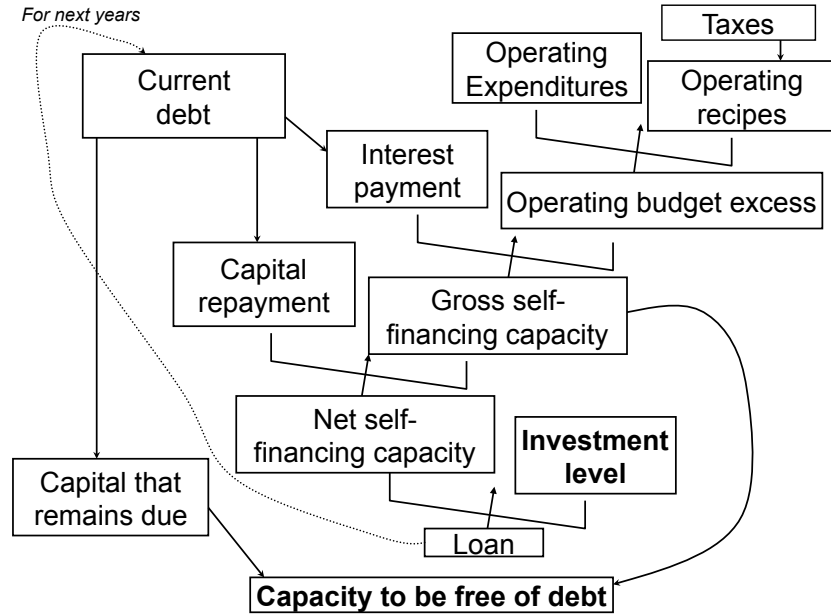 For next years
Taxes
Operating
Expenditures
Operating
recipes
Current
debt
Interest
payment
Operating budget excess
Capital
repayment
Gross self-
financing capacity
Net self-
financing capacity
Investment
level
Capital that
remains due
Loan
Capacity to be free of debt